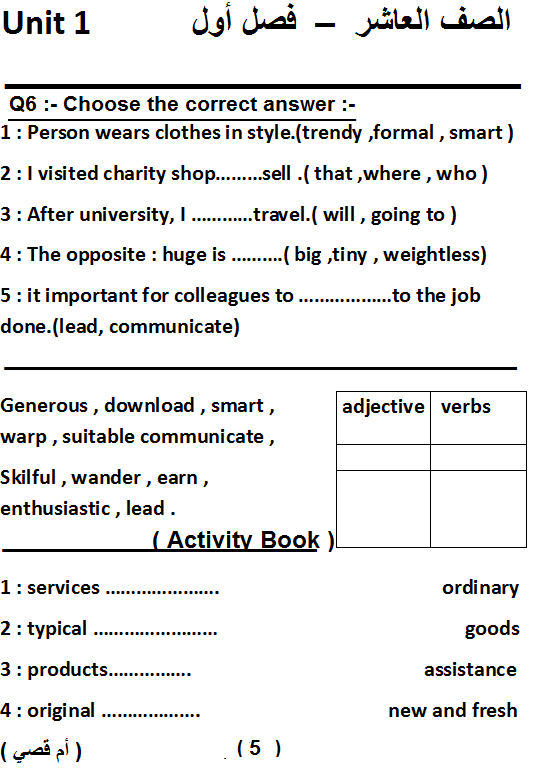 Unit 1 الصف العاشر – فصل أول
Q6 :- Choose the correct answer :-
1 : Person wears clothes in style.(trendy ,formal , smart )
2 : I visited charity shop.........sell .( that ,where , who )
3 : After university, I ............travel.( will , going to )
4 : The opposite : huge is ..........( big ,tiny , weightless)
5 : it important for colleagues to ..................to the job
done.(lead, communicate)
Generous , download , smart ,
warp , suitable communicate ,
Skilful , wander , earn ,
enthusiastic , lead .
adjective verbs
( Activity Book )
1 : services ...................... ordinary
2 : typical ........................ goods
3 : products................ assistance
4 : original ................... new and fresh
( أم قصي ) ( 5 )